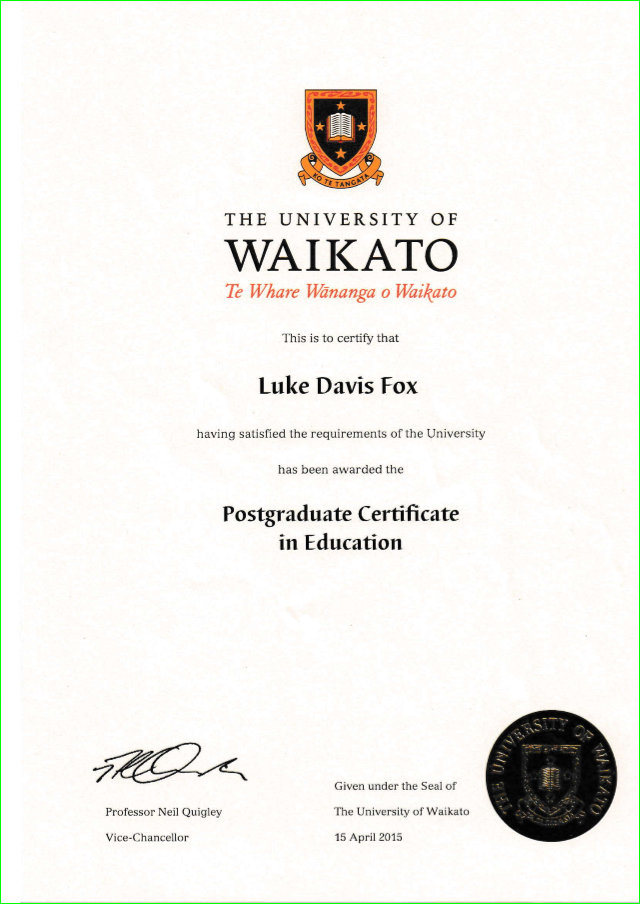 KO TE TANGATA
THE UNIVERSITY OF
WAIKATO
Te Whare Wānanga o Waikato
This is to certify that
Luke Davis Fox
having satisfied the requirements of the University
has been awarded the
Postgraduate Certificate
in Education
Professor Neil Quigley
Vice-Chancellor
Given under the Seal of
The University of Waikato
15 April 2015
THE UNIVERSITY OF WAIKATO